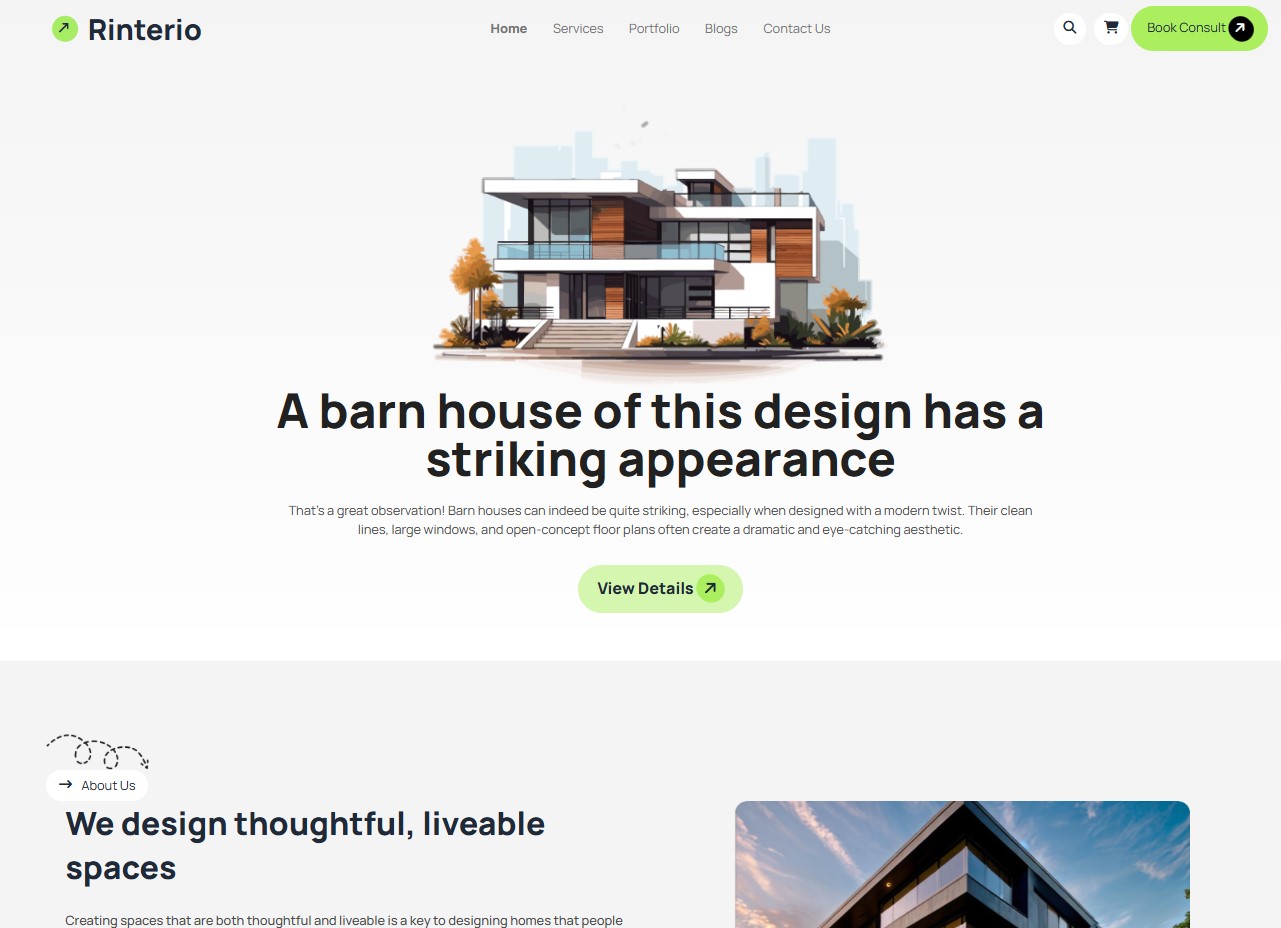 Rinterio
Home
Services
Portfolio
Blogs
Contact Us
Book Consult
A barn house of this design has a
striking appearance
That's a great observation! Barn houses can indeed be quite striking, especially when designed with a modern twist. Their clean
lines, large windows, and open-concept floor plans often create a dramatic and eye-catching aesthetic.
View Details
About Us
We design thoughtful, liveable
spaces
Creating spaces that are both thoughtful and liveable is a key to designing homes that people